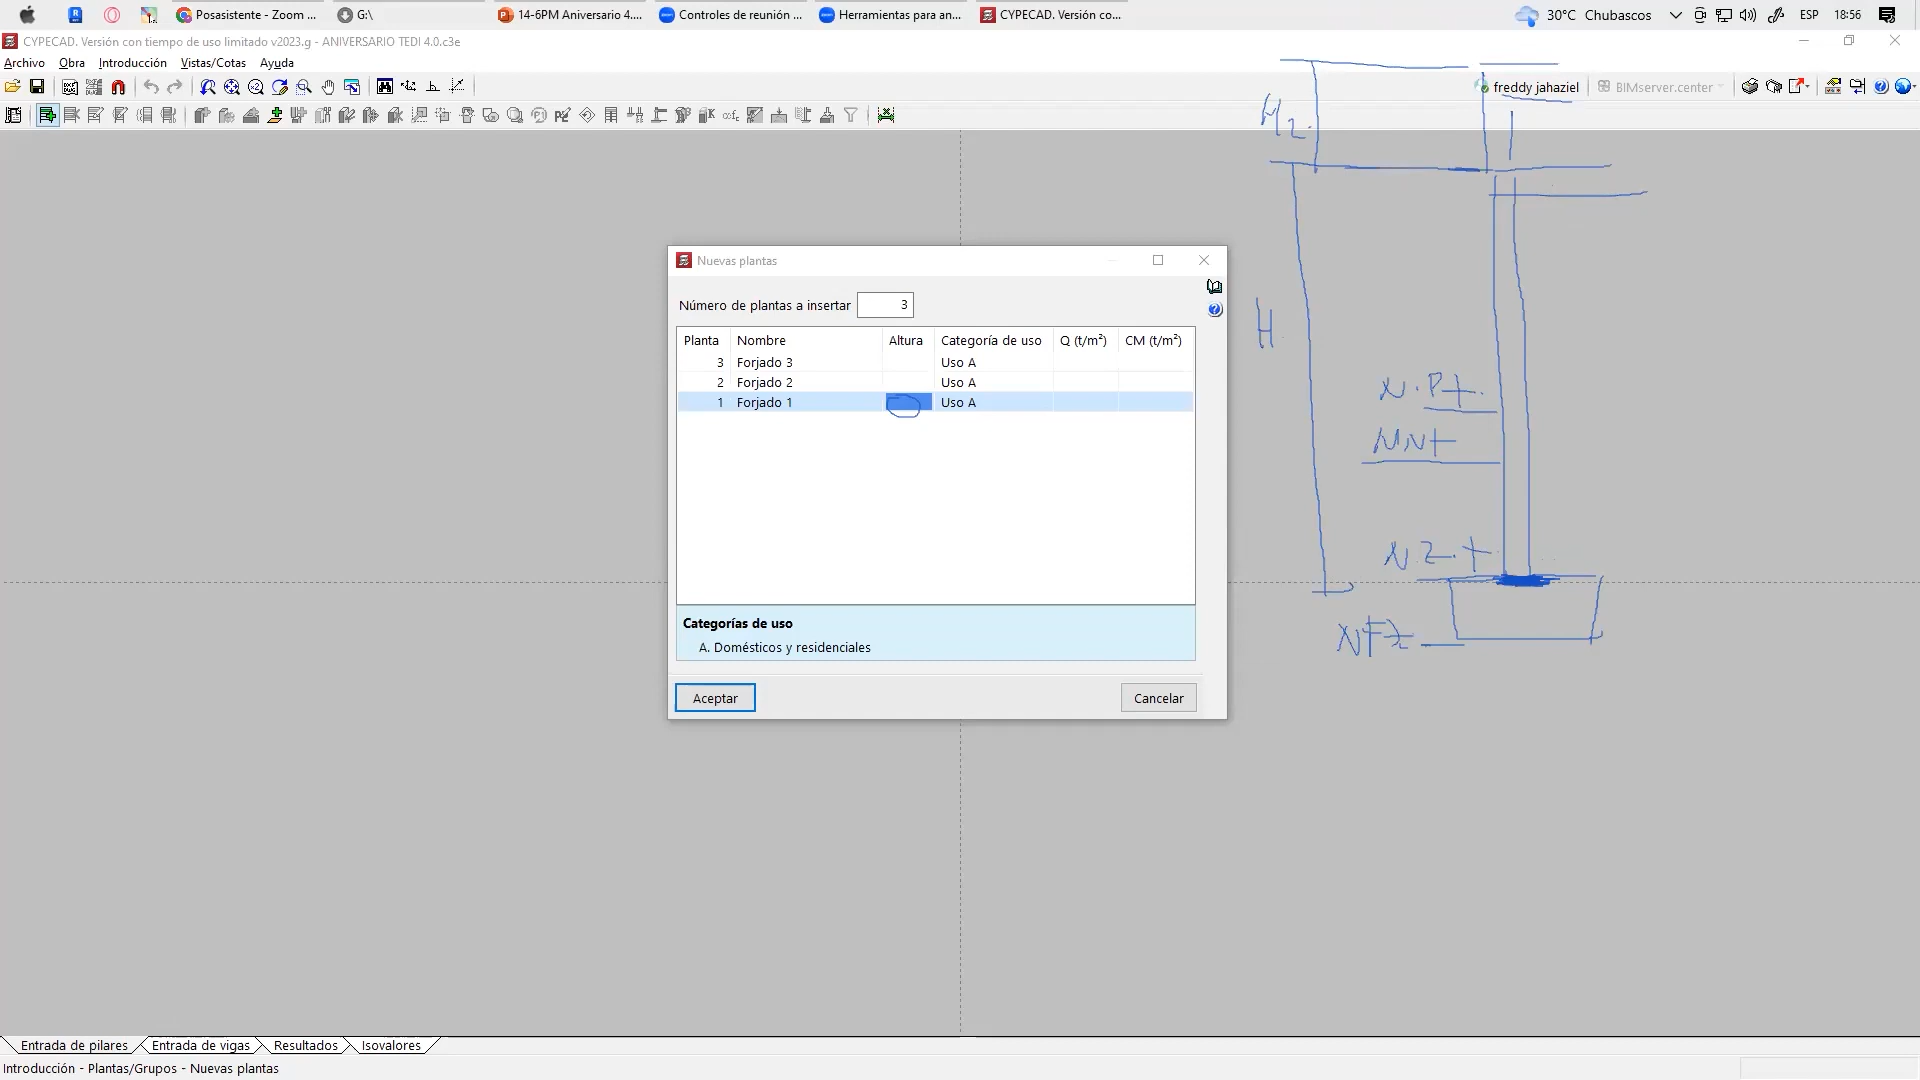 Posasistente - Zoom ...
G:\
14-6PM Aniversario 4....
Controles de reunión ...
Herramientas para an...
CYPECAD. Versión co...
30°C Chubascos
ESP
18:56
CYPECAD. Versión con tiempo de uso limitado v2023.g - ANIVERSARIO TEDI 4.0.c3e
Archivo Obra Introducción Vistas/Cotas Ayuda
freddy jahaziel
BIMserver.center
H2.
Nuevas plantas
Número de plantas a insertar 3
Planta Nombre Altura Categoría de uso Q (t/m²) CM (t/m²)
3 Forjado 3 Uso A
2 Forjado 2 Uso A
1 Forjado 1 Uso A
H
N.P+.
NN+
N.Z.+
Categorías de uso
A. Domésticos y residenciales
Aceptar
Cancelar
Entrada de pilares Entrada de vigas Resultados Isovalores
Introducción - Plantas/Grupos - Nuevas plantas